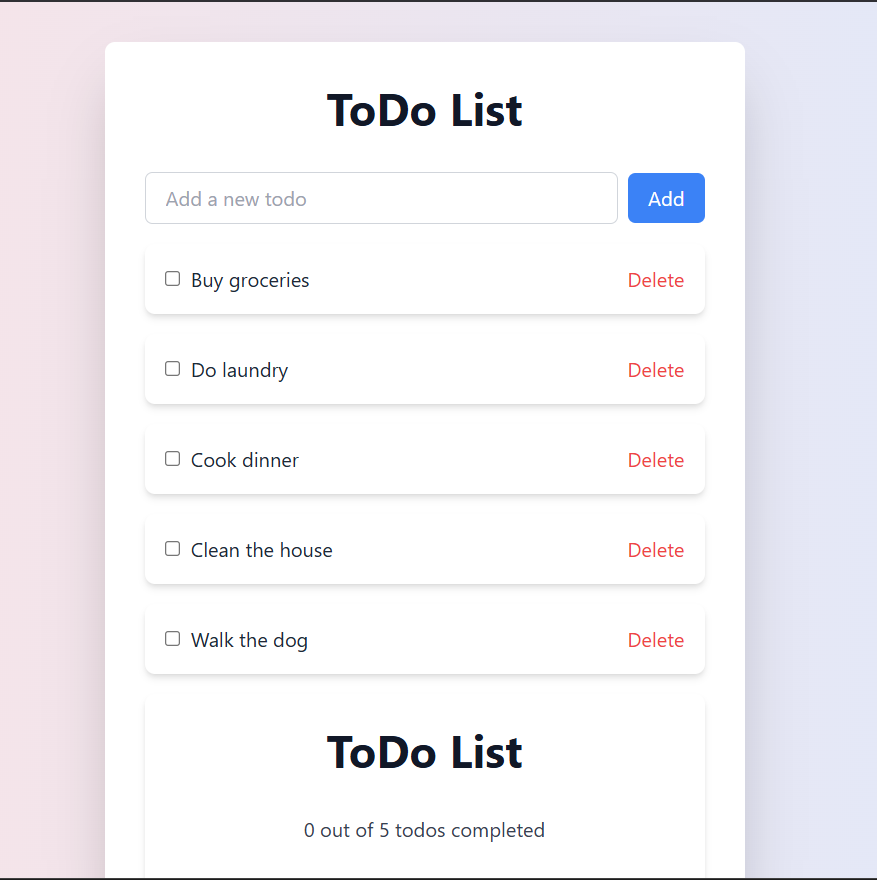 ToDo List
Add a new todo Add
Buy groceries Delete
Do laundry Delete
Cook dinner Delete
Clean the house Delete
Walk the dog Delete
ToDo List
0 out of 5 todos completed